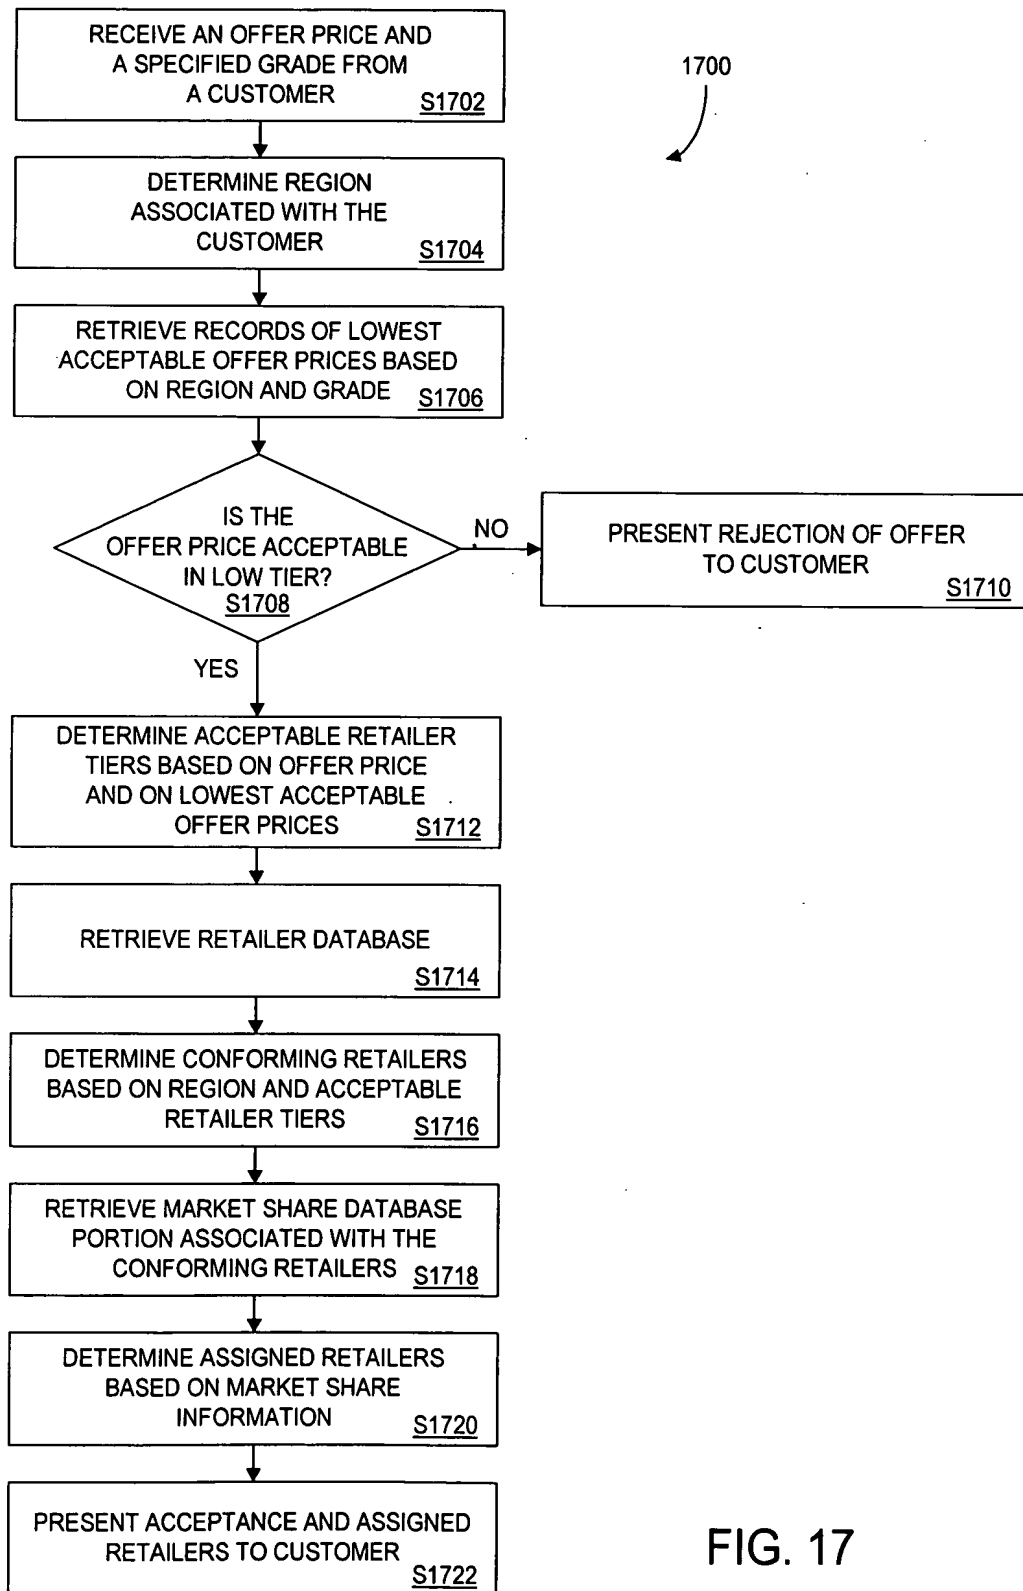 RECEIVE AN OFFER PRICE AND
A SPECIFIED GRADE FROM
A CUSTOMER
S1702
1700
DETERMINE REGION
ASSOCIATED WITH THE
CUSTOMER
S1704
RETRIEVE RECORDS OF LOWEST
ACCEPTABLE OFFER PRICES BASED
ON REGION AND GRADE
S1706
IS THE
OFFER PRICE ACCEPTABLE
IN LOW TIER?
S1708
NO
PRESENT REJECTION OF OFFER
TO CUSTOMER
S1710
YES
DETERMINE ACCEPTABLE RETAILER
TIERS BASED ON OFFER PRICE
AND ON LOWEST ACCEPTABLE
OFFER PRICES
S1712
RETRIEVE RETAILER DATABASE
S1714
DETERMINE CONFORMING RETAILERS
BASED ON REGION AND ACCEPTABLE
RETAILER TIERS
S1716
RETRIEVE MARKET SHARE DATABASE
PORTION ASSOCIATED WITH THE
CONFORMING RETAILERS
S1718
DETERMINE ASSIGNED RETAILERS
BASED ON MARKET SHARE
INFORMATION
S1720
PRESENT ACCEPTANCE AND ASSIGNED
RETAILERS TO CUSTOMER
S1722
FIG. 17